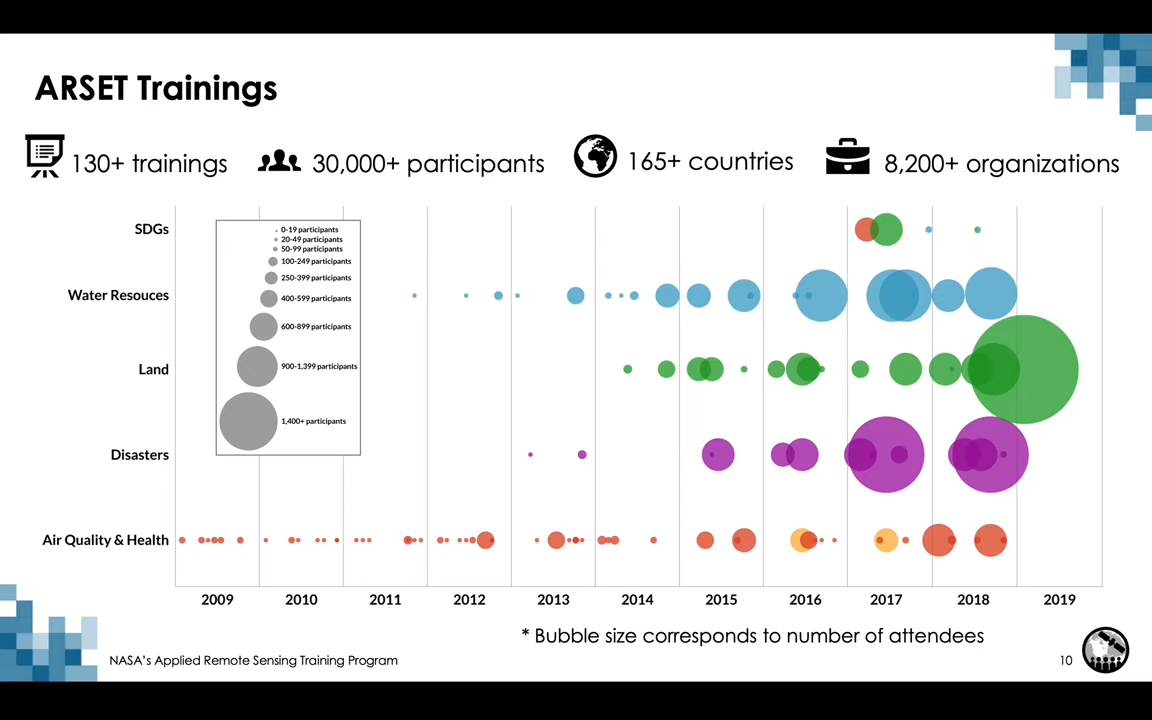 ARSET Trainings
130+ trainings
30,000+ participants
165+ countries
8,200+ organizations
SDGs
Water Resouces
Land
Disasters
Air Quality & Health
0-19 participants
20-49 participants
50-99 participants
100-249 participants
250-399 participants
400-599 participants
600-899 participants
900-1,399 participants
1,400+ participants
2009
2010
2011
2012
2013
2014
2015
2016
2017
2018
2019
* Bubble size corresponds to number of attendees
NASA's Applied Remote Sensing Training Program
10